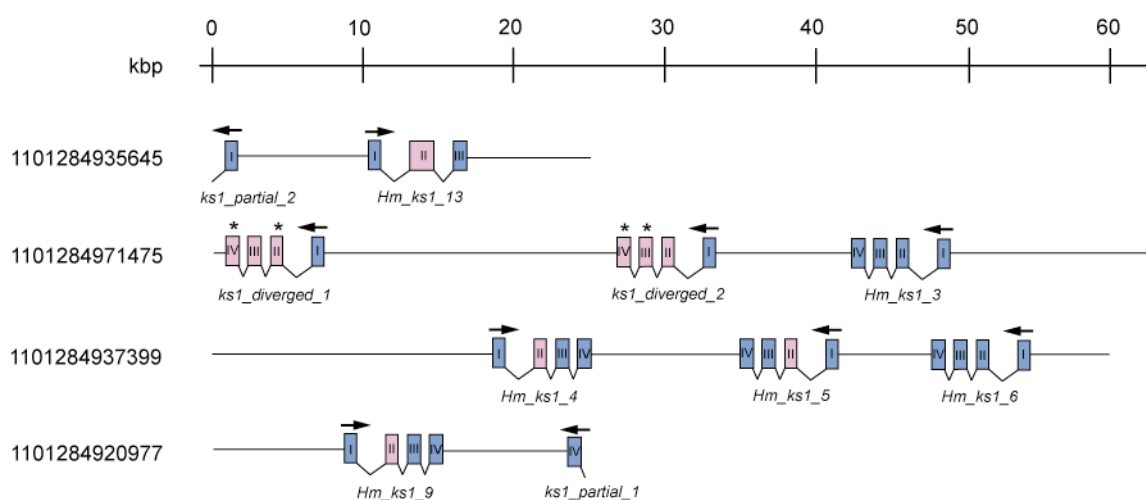 0 10 20 30 40 50 60
kbp
1101284935645 I I II III
ks1_partial_2 Hm_ks1_13
* * * *
1101284971475 IV III II I IV III II I IV III II I
ks1_diverged_1 ks1_diverged_2 Hm_ks1_3
1101284937399 I II III IV IV III II I IV III II I
Hm_ks1_4 Hm_ks1_5 Hm_ks1_6
1101284920977 I II III IV IV
Hm_ks1_9 ks1_partial_1